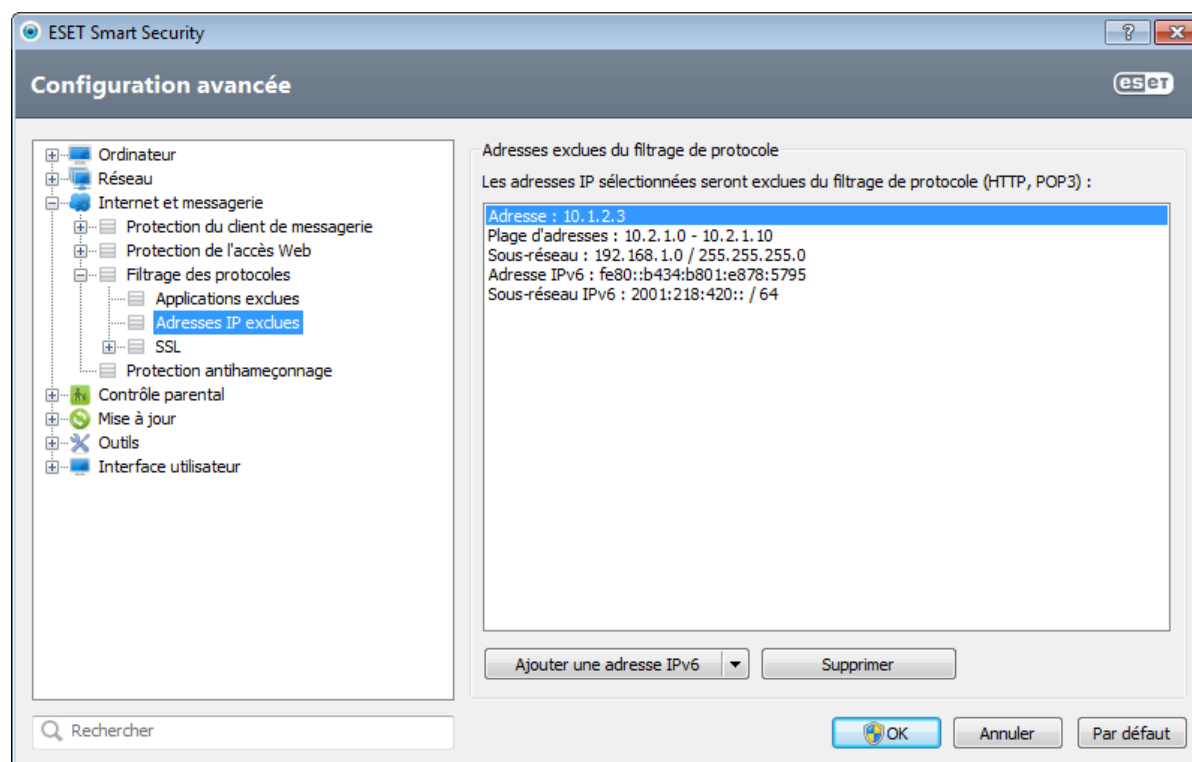 ESET Smart Security
Configuration avancée
eset
Ordinateur
Réseau
Internet et messagerie
Protection du client de messagerie
Protection de l'accès Web
Filtrage des protocoles
Applications exclues
Adresses IP exclues
SSL
Protection antihameçonnage
Contrôle parental
Mise à jour
Outils
Interface utilisateur
Rechercher
Adresses exclues du filtrage de protocole
Les adresses IP sélectionnées seront exclues du filtrage de protocole (HTTP, POP3) :
Adresse : 10.1.2.3
Plage d'adresses : 10.2.1.0 - 10.2.1.10
Sous-réseau : 192.168.1.0 / 255.255.255.0
Adresse IPv6 : fe80::b434:b801:e878:5795
Sous-réseau IPv6 : 2001:218:420:: / 64
Ajouter une adresse IPv6
Supprimer
OK
Annuler
Par défaut